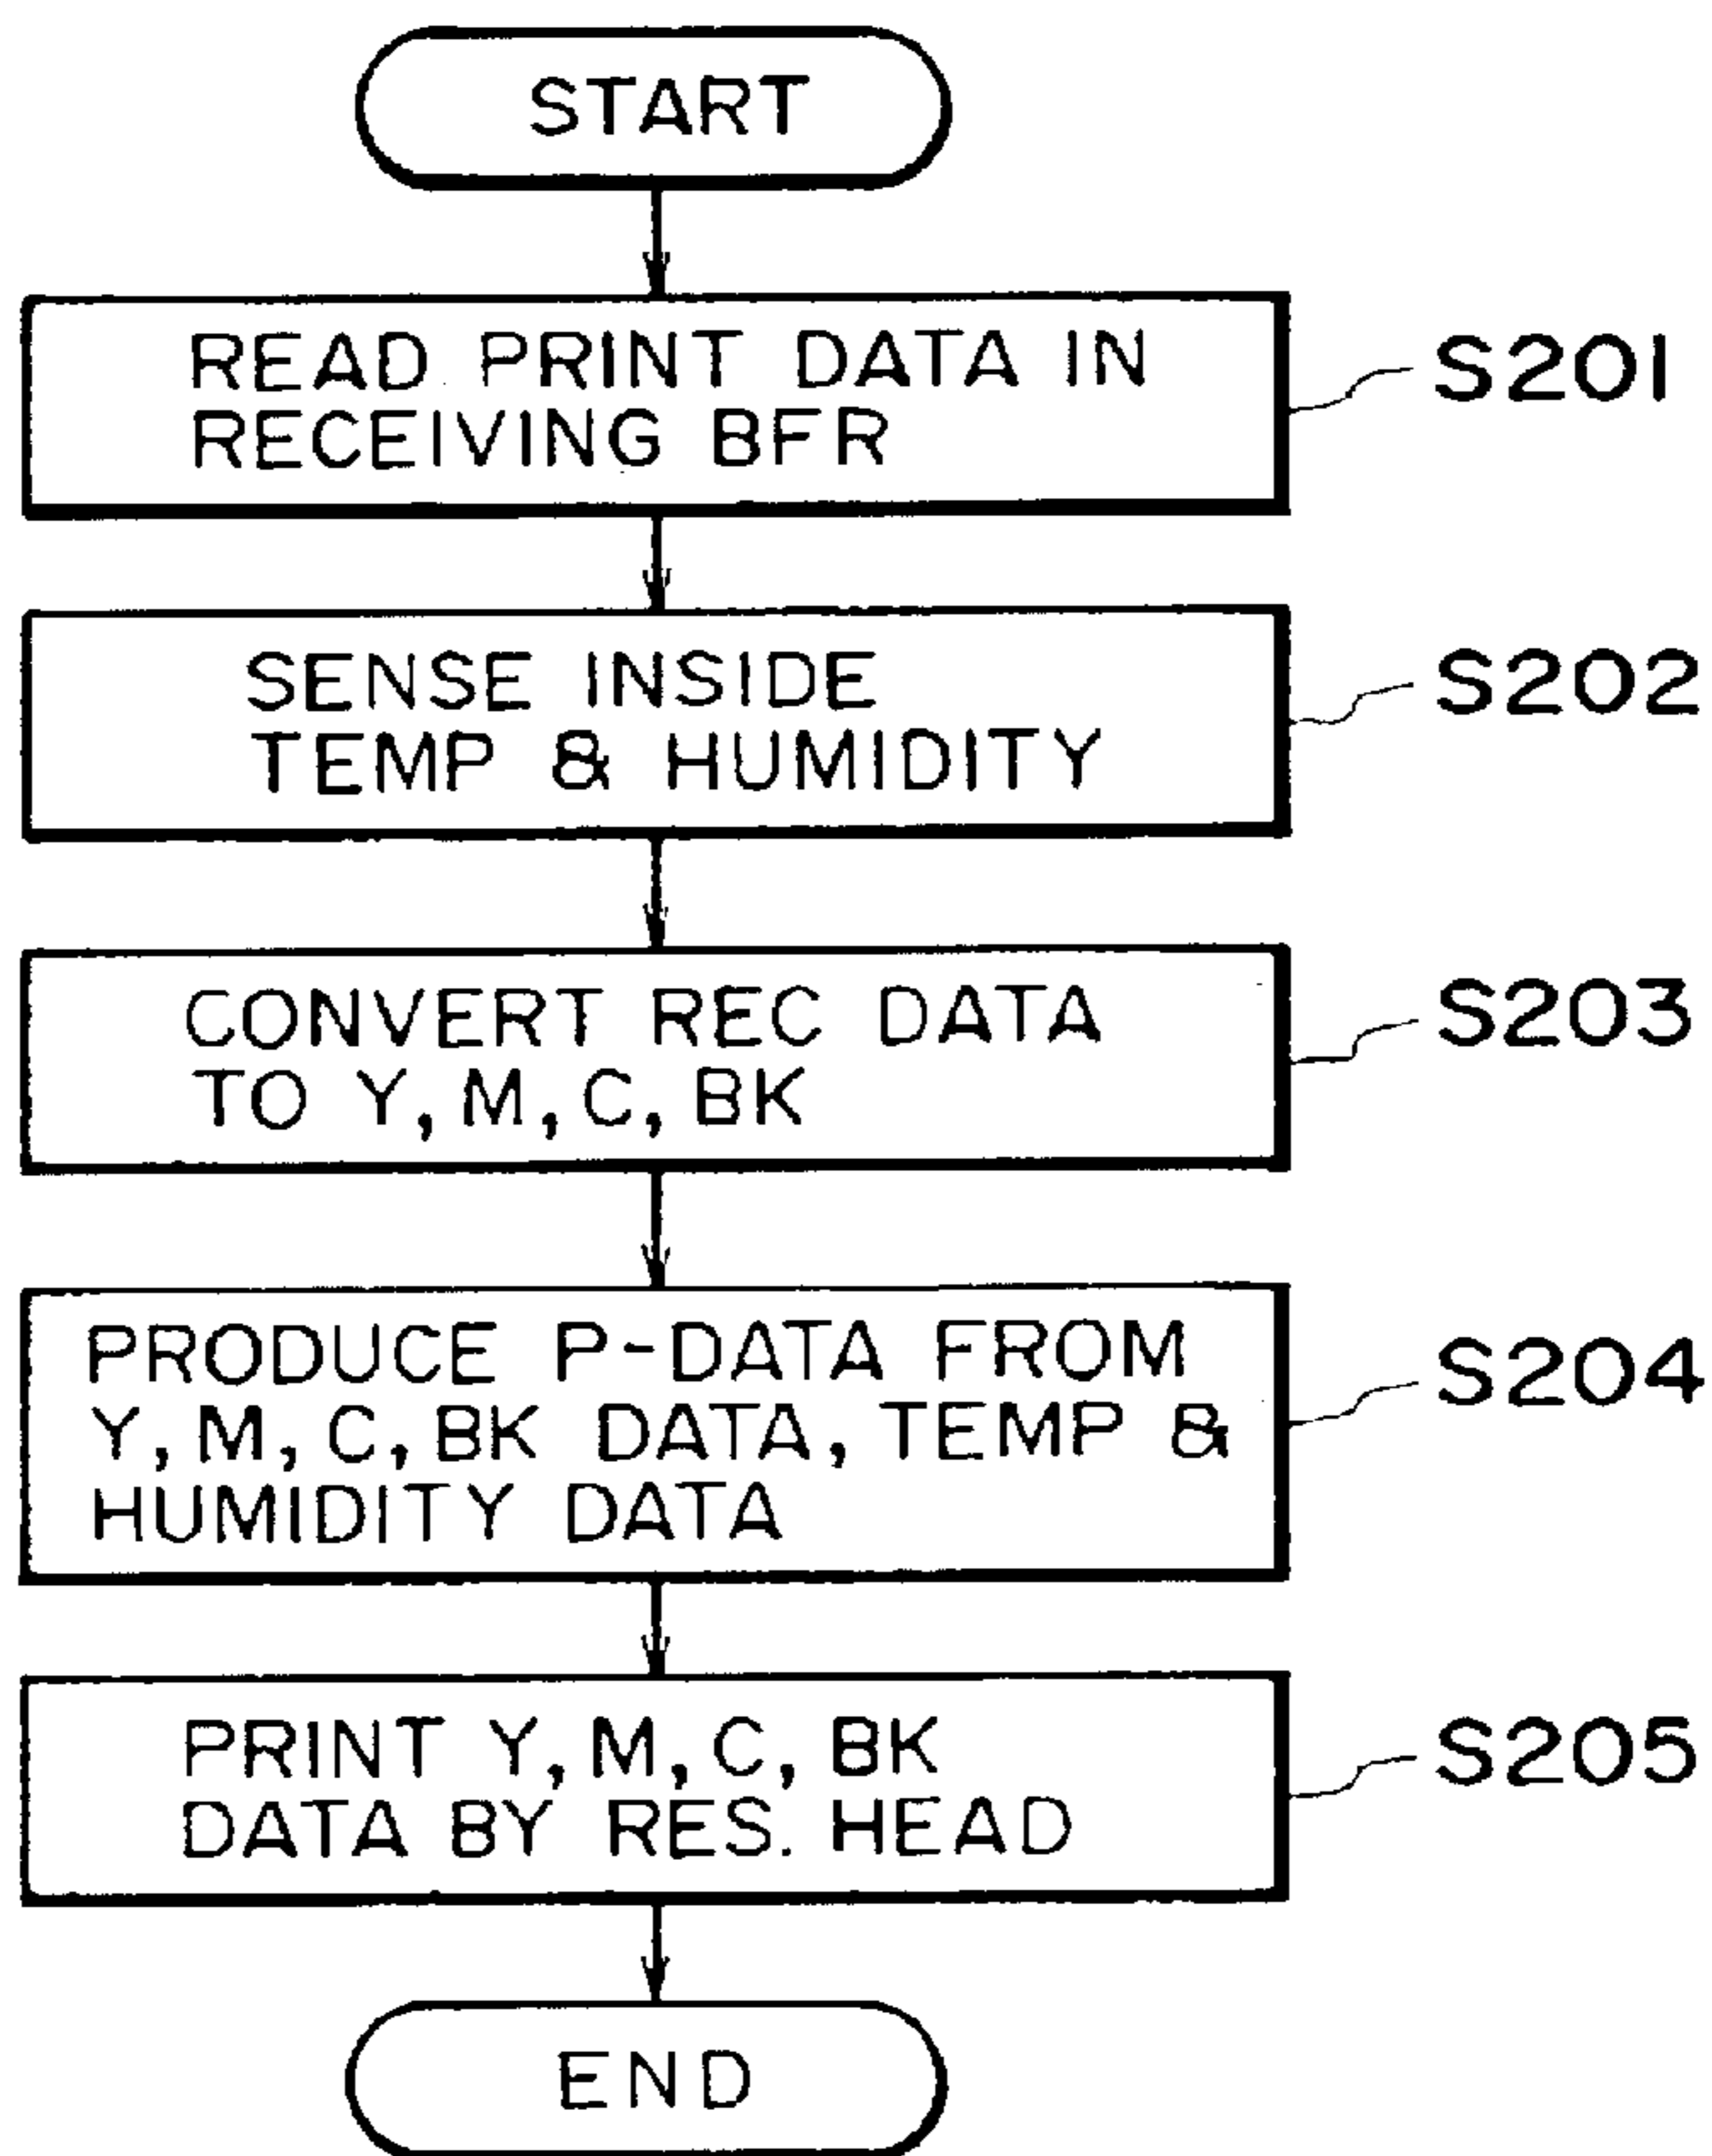 START
READ PRINT DATA IN
RECEIVING BFR
S201
SENSE INSIDE
TEMP & HUMIDITY
S202
CONVERT REC DATA
TO Y, M, C, BK
S203
PRODUCE P-DATA FROM
Y, M, C, BK DATA, TEMP &
HUMIDITY DATA
S204
PRINT Y, M, C, BK
DATA BY RES. HEAD
S205
END